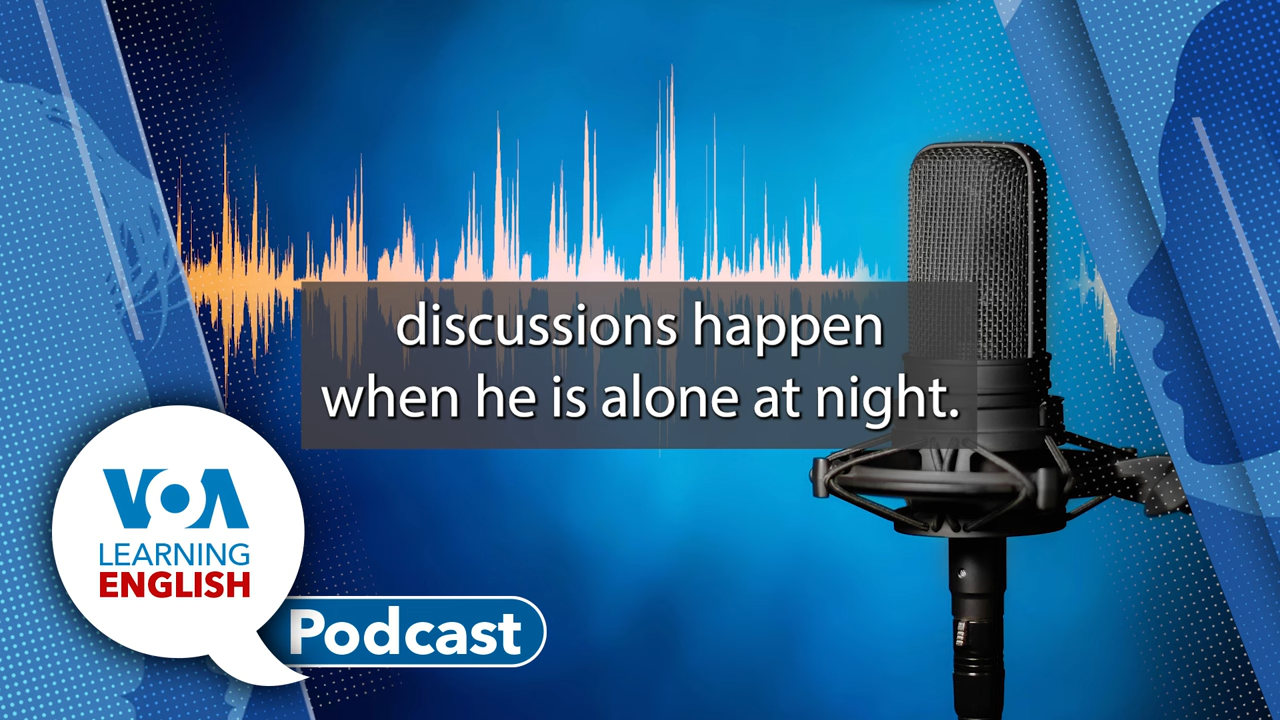 discussions happen
when he is alone at night.
VOA
LEARNING
ENGLISH
Podcast